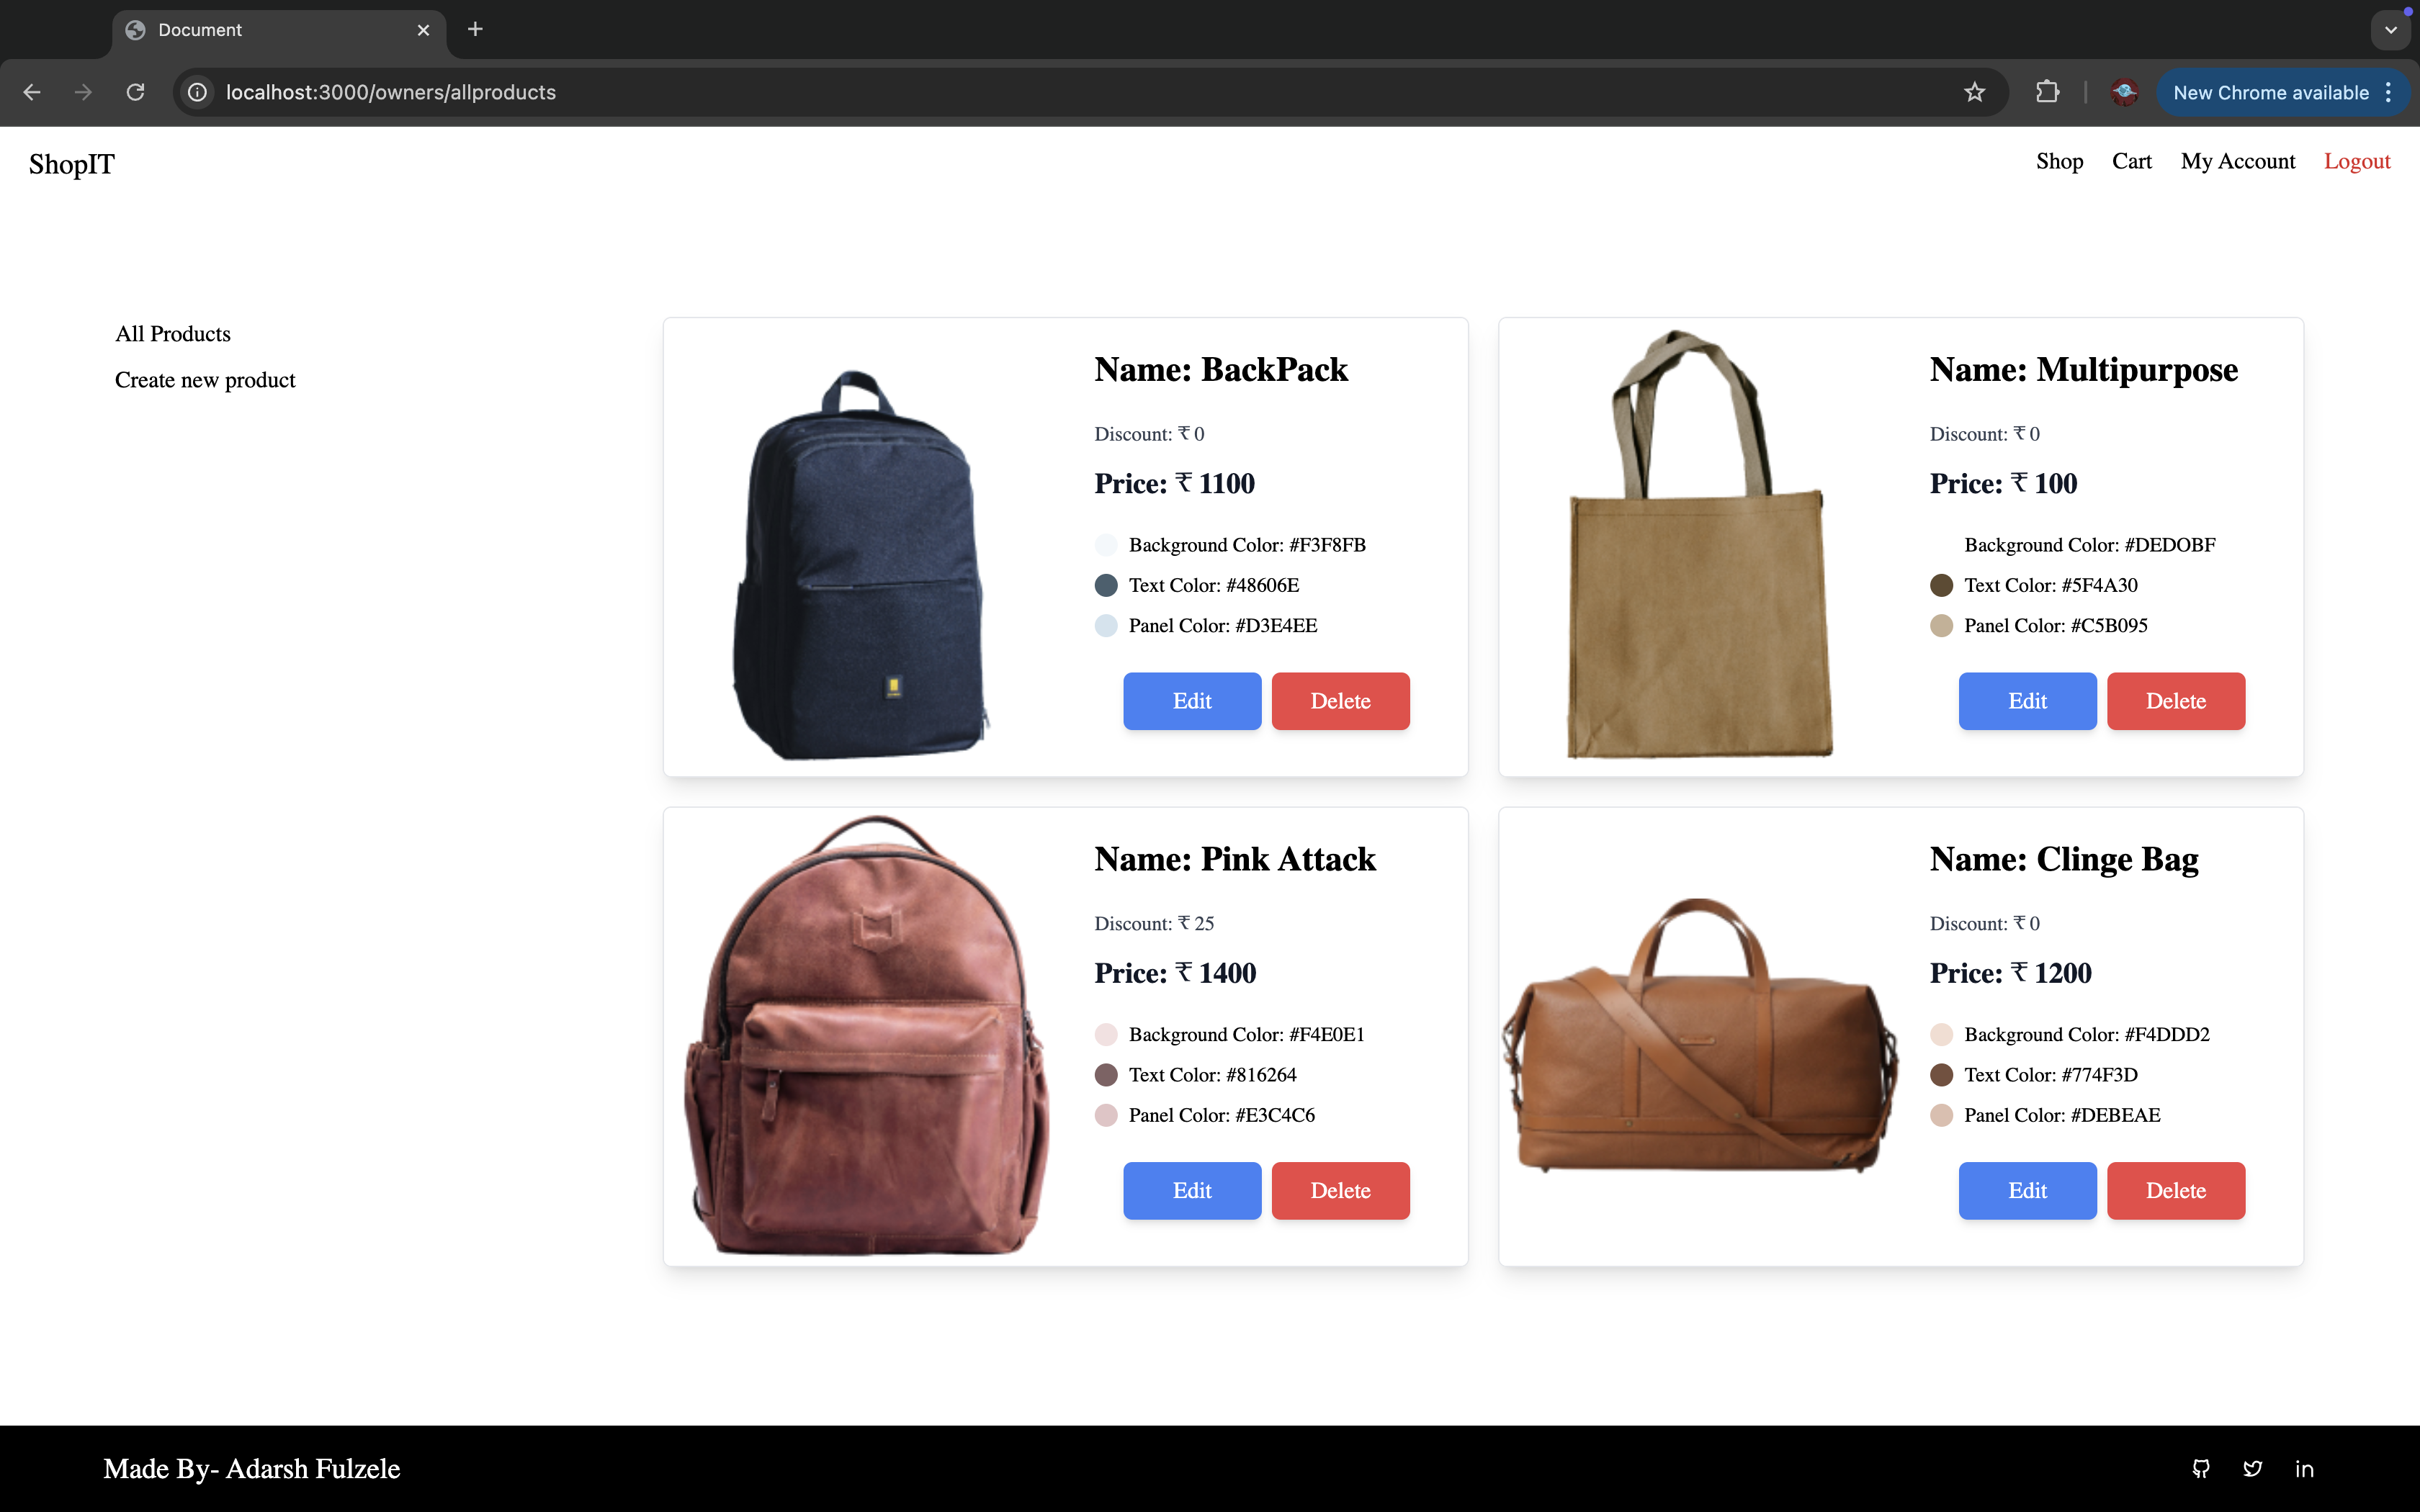 Document
localhost:3000/owners/allproducts
New Chrome available
ShopIT
Shop Cart My Account Logout
All Products
Create new product
Name: BackPack
Discount: ₹ 0
Price: ₹ 1100
Background Color: #F3F8FB
Text Color: #48606E
Panel Color: #D3E4EE
Edit Delete
Name: Multipurpose
Discount: ₹ 0
Price: ₹ 100
Background Color: #DEDOBF
Text Color: #5F4A30
Panel Color: #C5B095
Edit Delete
Name: Pink Attack
Discount: ₹ 25
Price: ₹ 1400
Background Color: #F4E0E1
Text Color: #816264
Panel Color: #E3C4C6
Edit Delete
Name: Clinge Bag
Discount: ₹ 0
Price: ₹ 1200
Background Color: #F4DDD2
Text Color: #774F3D
Panel Color: #DEBEAE
Edit Delete
Made By- Adarsh Fulzele
in